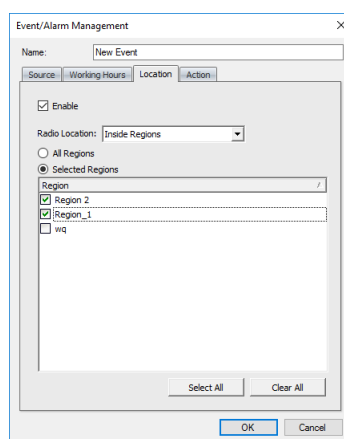 Event/Alarm Management
Name: New Event
Source Working Hours Location Action
Enable
Radio Location: Inside Regions
All Regions
Selected Regions
Region
Region 2
Region_1
wq
Select All Clear All
OK Cancel